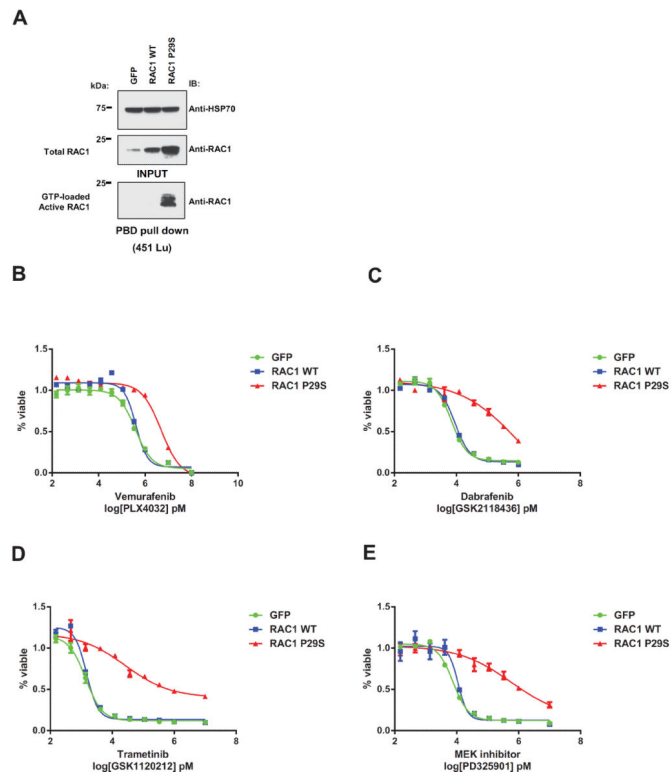 A
GFP
RAC1 WT
RAC1 P29S
kDa:
IB:
75
Anti-HSP70
25
Total RAC1
Anti-RAC1
INPUT
25
GTP-loaded
Active RAC1
Anti-RAC1
PBD pull down
(451 Lu)
B
1.5
1.0
0.5
0.0
% viable
2 4 6 8 10
Vemurafenib
log[PLX4032] pM
GFP
RAC1 WT
RAC1 P29S
C
1.5
1.0
0.5
0.0
% viable
2 4 6 8
Dabrafenib
log[GSK2118436] pM
GFP
RAC1 WT
RAC1 P29S
D
1.5
1.0
0.5
0.0
% viable
2 4 6 8
Trametinib
log[GSK1120212] pM
GFP
RAC1 WT
RAC1 P29S
E
1.5
1.0
0.5
0.0
% viable
2 4 6 8
MEK inhibitor
log[PD325901] pM
GFP
RAC1 WT
RAC1 P29S